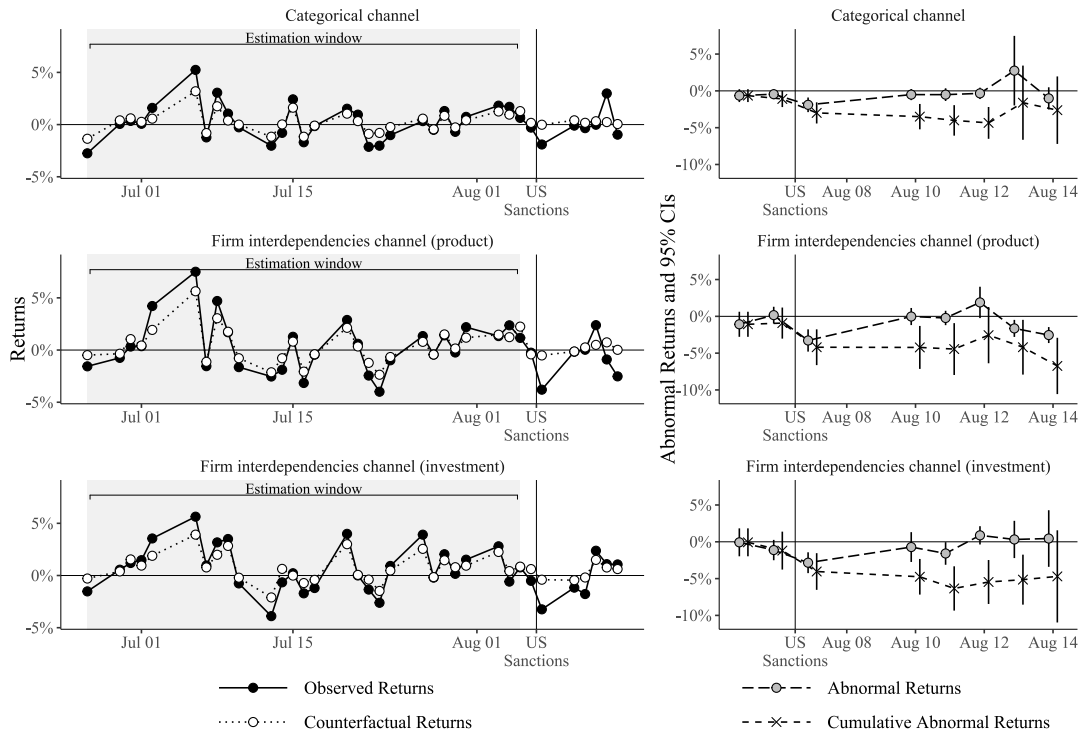 Categorical channel
Estimation window
5%
0%
-5%
Jul 01
Jul 15
Aug 01
US
Sanctions
Firm interdependencies channel (product)
Estimation window
5%
0%
-5%
Jul 01
Jul 15
Aug 01
US
Sanctions
Firm interdependencies channel (investment)
Estimation window
5%
0%
-5%
Jul 01
Jul 15
Aug 01
US
Sanctions
Returns
Observed Returns
Counterfactual Returns
Categorical channel
5%
0%
-5%
-10%
US
Sanctions
Aug 08
Aug 10
Aug 12
Aug 14
Firm interdependencies channel (product)
5%
0%
-5%
-10%
US
Sanctions
Aug 08
Aug 10
Aug 12
Aug 14
Firm interdependencies channel (investment)
5%
0%
-5%
-10%
US
Sanctions
Aug 08
Aug 10
Aug 12
Aug 14
Abnormal Returns and 95% CIs
Abnormal Returns
Cumulative Abnormal Returns